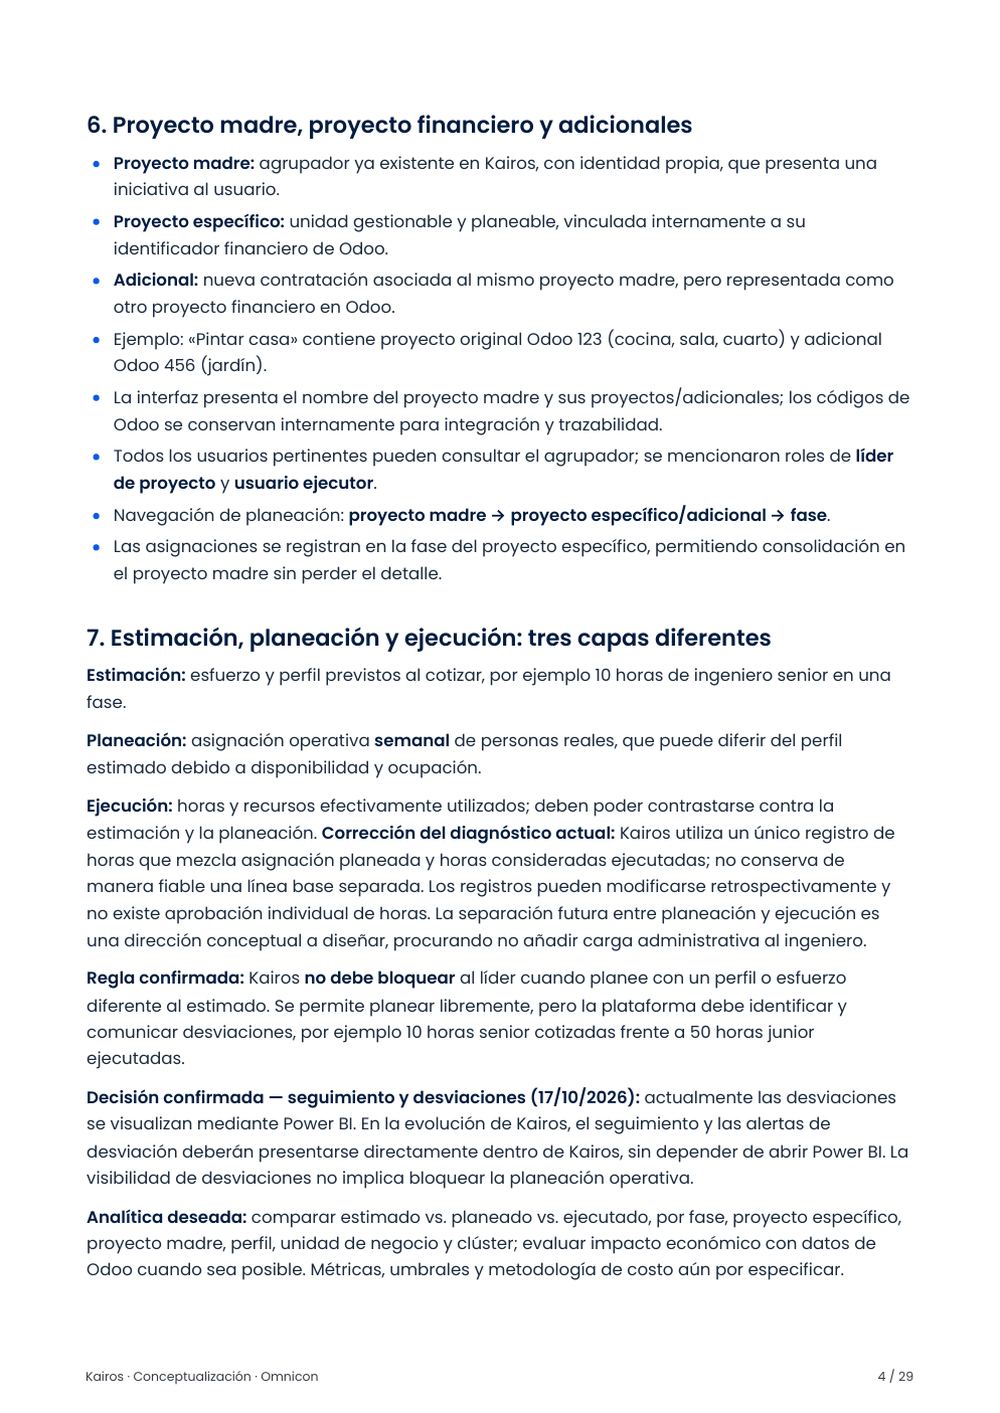 6. Proyecto madre, proyecto financiero y adicionales
• Proyecto madre: agrupador ya existente en Kairos, con identidad propia, que presenta una
iniciativa al usuario.
• Proyecto específico: unidad gestionable y planeable, vinculada internamente a su
identificador financiero de Odoo.
• Adicional: nueva contratación asociada al mismo proyecto madre, pero representada como
otro proyecto financiero en Odoo.
• Ejemplo: «Pintar casa» contiene proyecto original Odoo 123 (cocina, sala, cuarto) y adicional
Odoo 456 (jardín).
• La interfaz presenta el nombre del proyecto madre y sus proyectos/adicionales; los códigos de
Odoo se conservan internamente para integración y trazabilidad.
• Todos los usuarios pertinentes pueden consultar el agrupador; se mencionaron roles de líder
de proyecto y usuario ejecutor.
• Navegación de planeación: proyecto madre → proyecto específico/adicional → fase.
• Las asignaciones se registran en la fase del proyecto específico, permitiendo consolidación en
el proyecto madre sin perder el detalle.
7. Estimación, planeación y ejecución: tres capas diferentes
Estimación: esfuerzo y perfil previstos al cotizar, por ejemplo 10 horas de ingeniero senior en una
fase.
Planeación: asignación operativa semanal de personas reales, que puede diferir del perfil
estimado debido a disponibilidad y ocupación.
Ejecución: horas y recursos efectivamente utilizados; deben poder contrastarse contra la
estimación y la planeación. Corrección del diagnóstico actual: Kairos utiliza un único registro de
horas que mezcla asignación planeada y horas consideradas ejecutadas; no conserva de
manera fiable una línea base separada. Los registros pueden modificarse retrospectivamente y
no existe aprobación individual de horas. La separación futura entre planeación y ejecución es
una dirección conceptual a diseñar, procurando no añadir carga administrativa al ingeniero.
Regla confirmada: Kairos no debe bloquear al líder cuando planee con un perfil o esfuerzo
diferente al estimado. Se permite planear libremente, pero la plataforma debe identificar y
comunicar desviaciones, por ejemplo 10 horas senior cotizadas frente a 50 horas junior
ejecutadas.
Decisión confirmada — seguimiento y desviaciones (17/10/2026): actualmente las desviaciones
se visualizan mediante Power BI. En la evolución de Kairos, el seguimiento y las alertas de
desviación deberán presentarse directamente dentro de Kairos, sin depender de abrir Power BI. La
visibilidad de desviaciones no implica bloquear la planeación operativa.
Analítica deseada: comparar estimado vs. planeado vs. ejecutado, por fase, proyecto específico,
proyecto madre, perfil, unidad de negocio y clúster; evaluar impacto económico con datos de
Odoo cuando sea posible. Métricas, umbrales y metodología de costo aún por especificar.
Kairos · Conceptualización · Omnicon
4 / 29